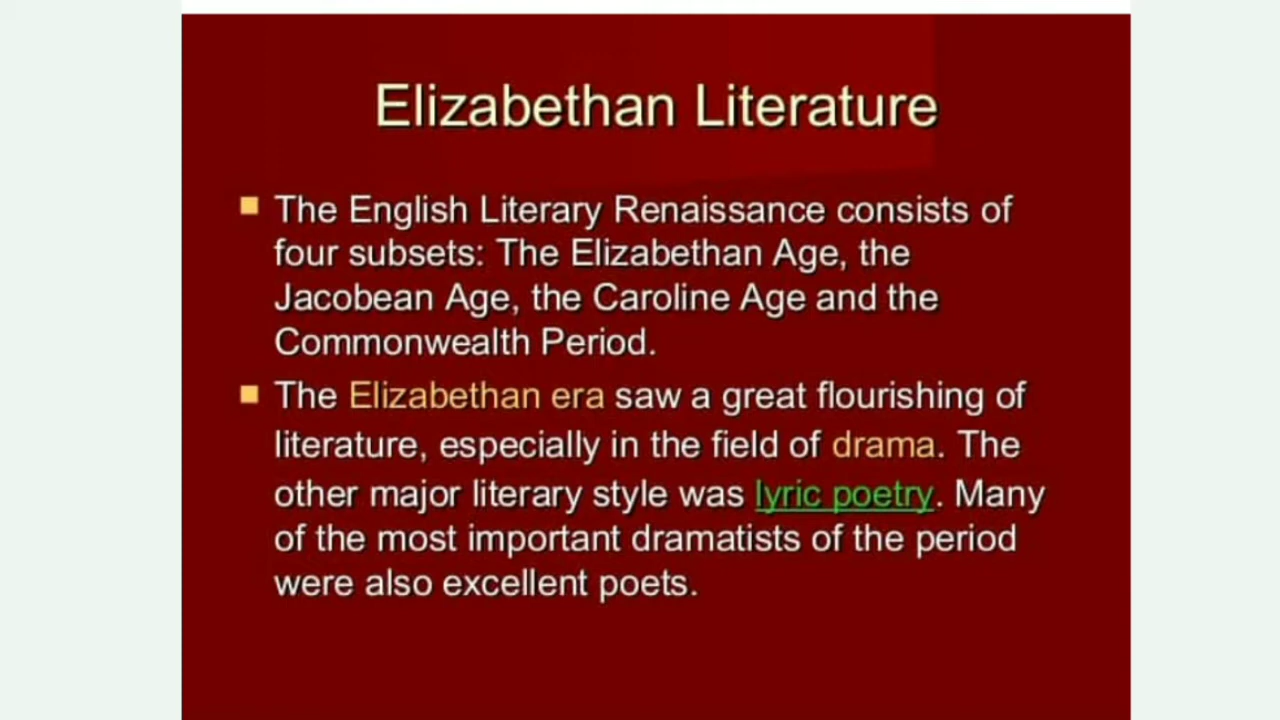 Elizabethan Literature
The English Literary Renaissance consists of
four subsets: The Elizabethan Age, the
Jacobean Age, the Caroline Age and the
Commonwealth Period.
The Elizabethan era saw a great flourishing of
literature, especially in the field of drama. The
other major literary style was lyric poetry. Many
of the most important dramatists of the period
were also excellent poets.